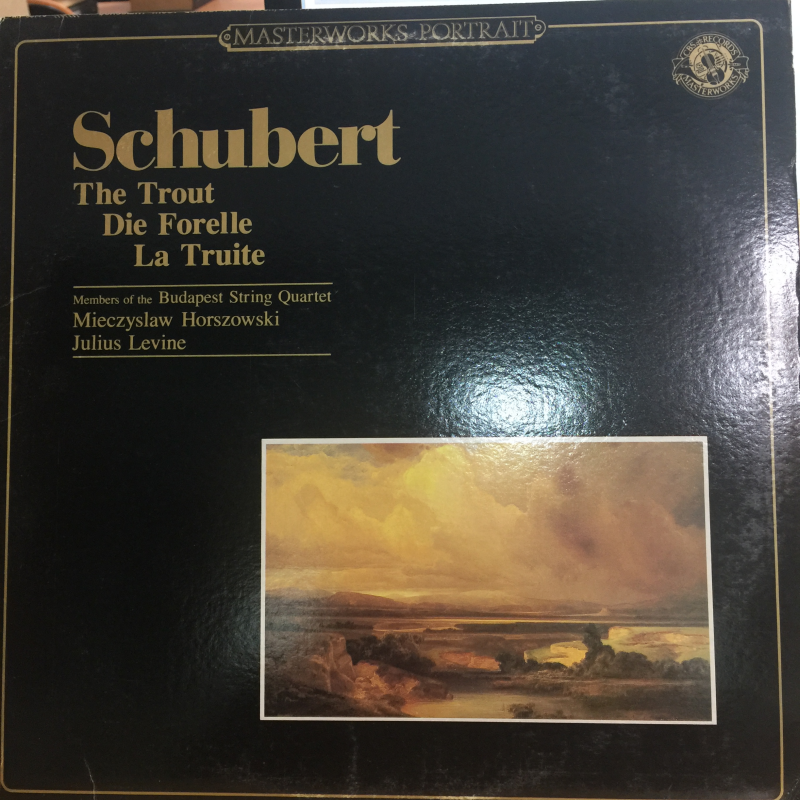 MASTERWORKS PORTRAIT
CBS RECORDS
MASTERWORKS
Schubert
The Trout
Die Forelle
La Truite
Members of the Budapest String Quartet
Mieczyslaw Horszowski
Julius Levine